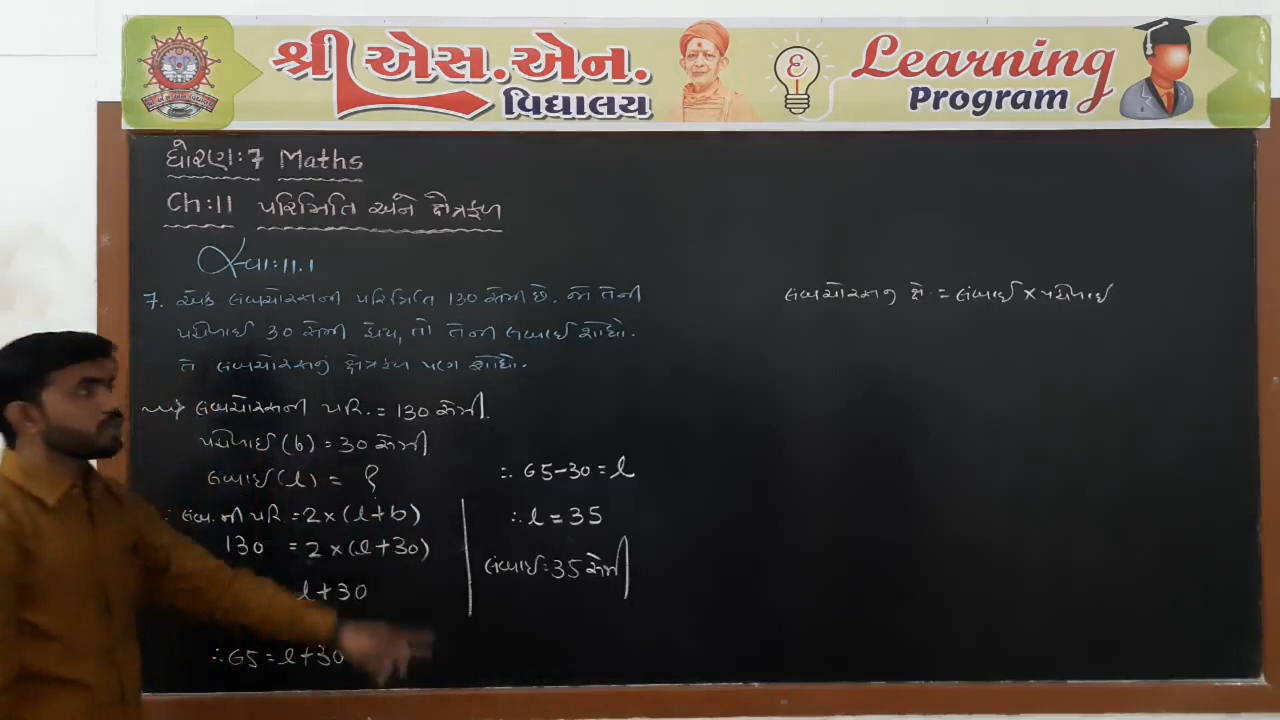 શ્રી એસ.એન.
વિદ્યાલય
Learning
Program
ધોરણ:7 Maths
Ch:11 પરિમિતિ અને ક્ષેત્રફળ
સ્વા:11.1
7. એક લંબચોરસની પરિમિતિ 130 સેમી છે. જો તેની
પહોળાઈ 30 સેમી હોય, તો તેની લંબાઈ શોધો.
તે લંબચોરસનું ક્ષેત્રફળ પણ શોધો.
લંબચોરસની પરિ. = 130 સેમી.
પહોળાઈ (b) = 30 સેમી
લંબાઈ (l) = ?
લંબ.ની પરિ = 2 × (l + b)
130 = 2 × (l + 30)
l + 30
∴ 65 = l + 30
∴ 65 - 30 = l
∴ l = 35
લંબાઈ = 35 સેમી
લંબચોરસનુ ક્ષે. = લંબાઈ × પહોળાઈ